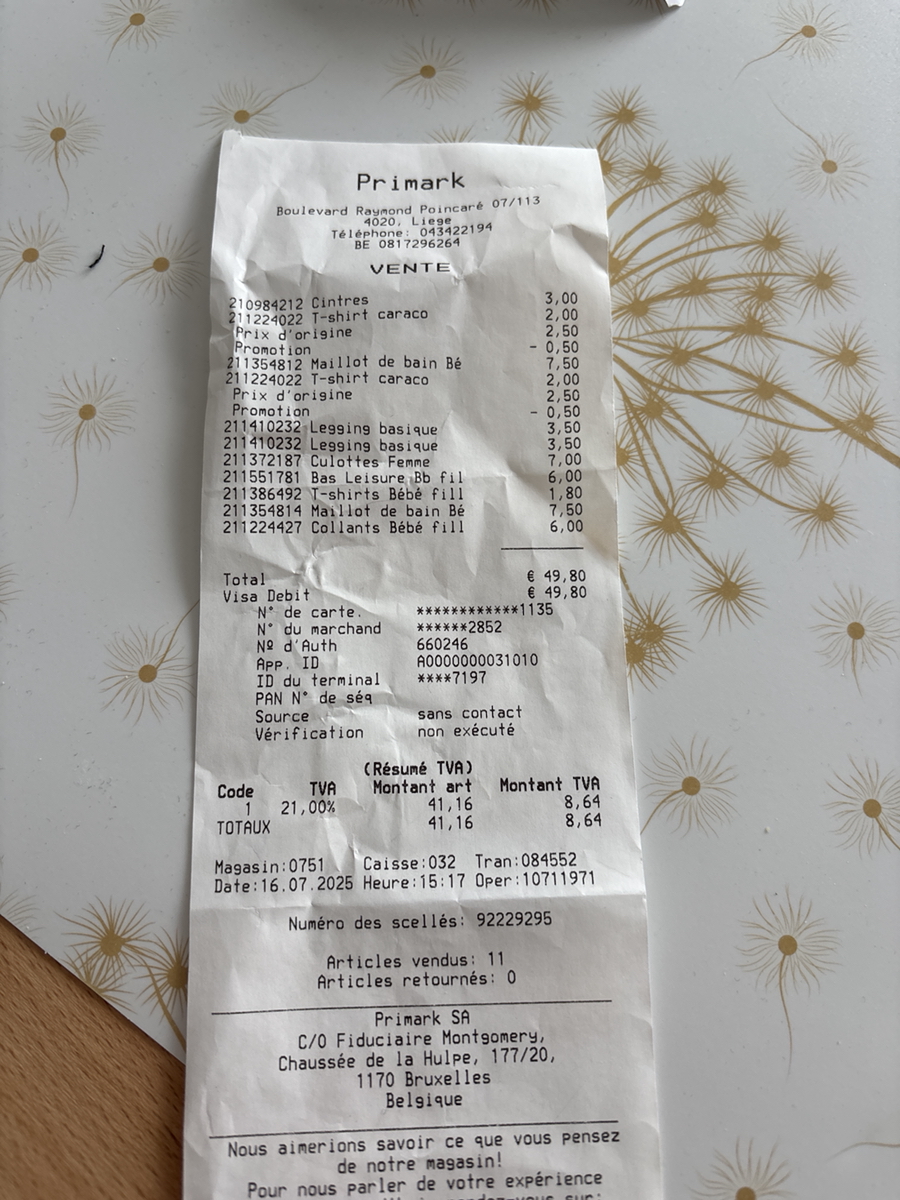 Primark
Boulevard Raymond Poincaré 07/113
4020, Liege
Téléphone: 043422194
BE 0817296264
VENTE
210984212 Cintres 3,00
211224022 T-shirt caraco 2,00
Prix d'origine 2,50
Promotion - 0,50
211354812 Maillot de bain Bé 7,50
211224022 T-shirt caraco 2,00
Prix d'origine 2,50
Promotion - 0,50
211410232 Legging basique 3,50
211410232 Legging basique 3,50
211372187 Culottes Femme 7,00
211551781 Bas Leisure Bb fil 6,00
211386492 T-shirts Bébé fill 1,80
211354814 Maillot de bain Bé 7,50
211224427 Collants Bébé fill 6,00
Total € 49,80
Visa Debit € 49,80
N° de carte. ************1135
N° du marchand ******2852
Nº d'Auth 660246
App. ID A0000000031010
ID du terminal ****7197
PAN N° de séq
Source sans contact
Vérification non exécuté
(Résumé TVA)
Code TVA Montant art Montant TVA
1 21,00% 41,16 8,64
TOTAUX 41,16 8,64
Magasin:0751 Caisse:032 Tran:084552
Date:16.07.2025 Heure:15:17 Oper:10711971
Numéro des scellés: 92229295
Articles vendus: 11
Articles retournés: 0
Primark SA
C/O Fiduciaire Montgomery,
Chaussée de la Hulpe, 177/20,
1170 Bruxelles
Belgique
Nous aimerions savoir ce que vous pensez
de notre magasin!
Pour nous parler de votre expérience